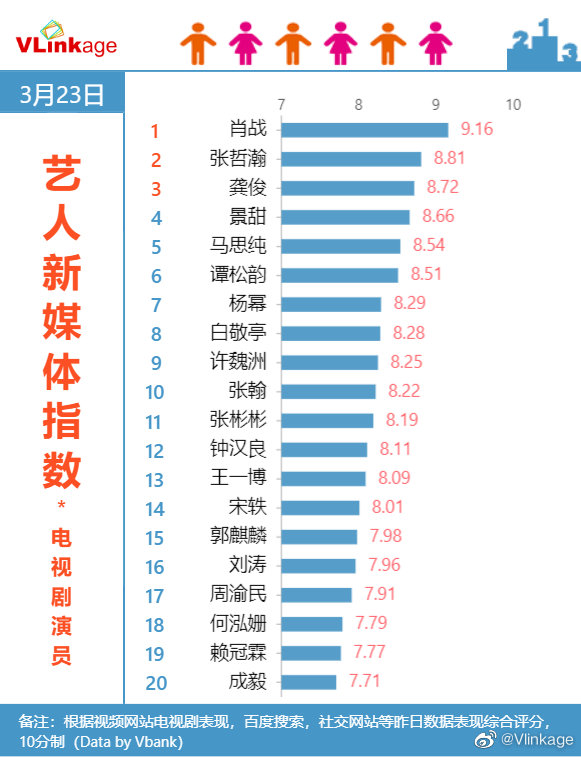 VLinkage
2 1 3
3月23日
艺人新媒体指数
*
电视剧演员
7 8 9 10
1 肖战 9.16
2 张哲瀚 8.81
3 龚俊 8.72
4 景甜 8.66
5 马思纯 8.54
6 谭松韵 8.51
7 杨幂 8.29
8 白敬亭 8.28
9 许魏洲 8.25
10 张翰 8.22
11 张彬彬 8.19
12 钟汉良 8.11
13 王一博 8.09
14 宋轶 8.01
15 郭麒麟 7.98
16 刘涛 7.96
17 周渝民 7.91
18 何泓姗 7.79
19 赖冠霖 7.77
20 成毅 7.71
备注：根据视频网站电视剧表现，百度搜索，社交网站等昨日数据表现综合评分，
10分制（Data by Vbank）
@Vlinkage